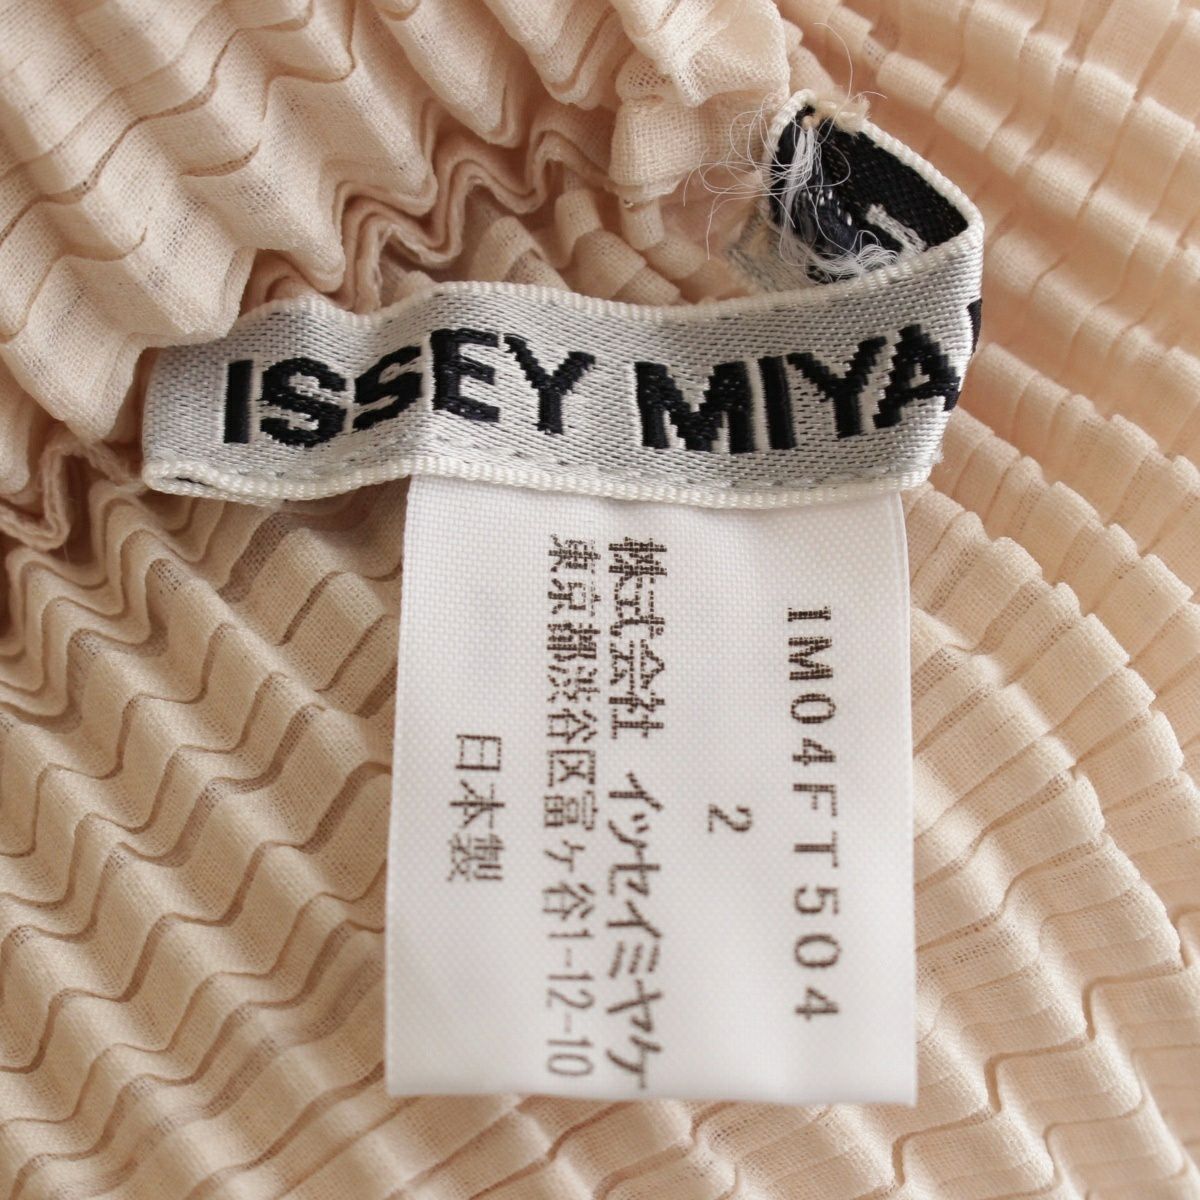 ISSEY MIYA
IM04FT504
2
株式会社 イッセイミヤケ
東京都渋谷区富ヶ谷1-12-10
日本製